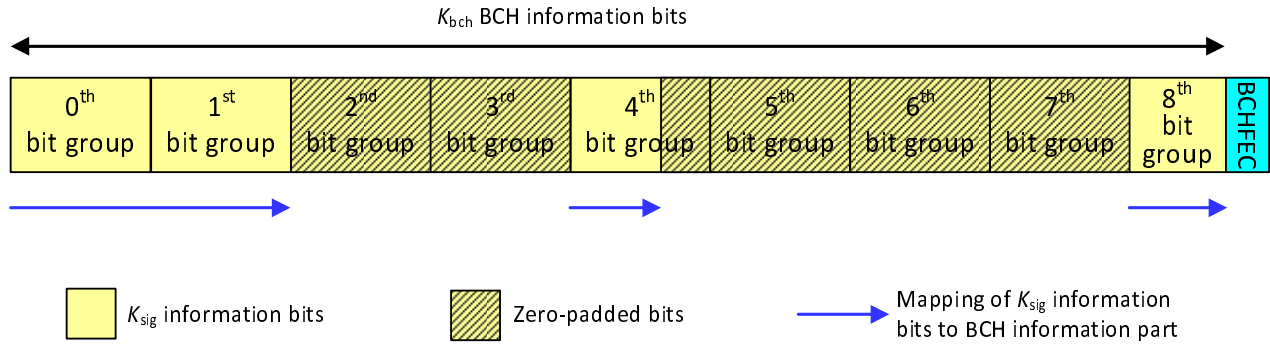 Kbch BCH information bits
0th
bit group
1st
bit group
2nd
bit group
3rd
bit group
4th
bit group
5th
bit group
6th
bit group
7th
bit group
8th
bit
group
BCHFEC
Ksig information bits
Zero-padded bits
Mapping of Ksig information
bits to BCH information part